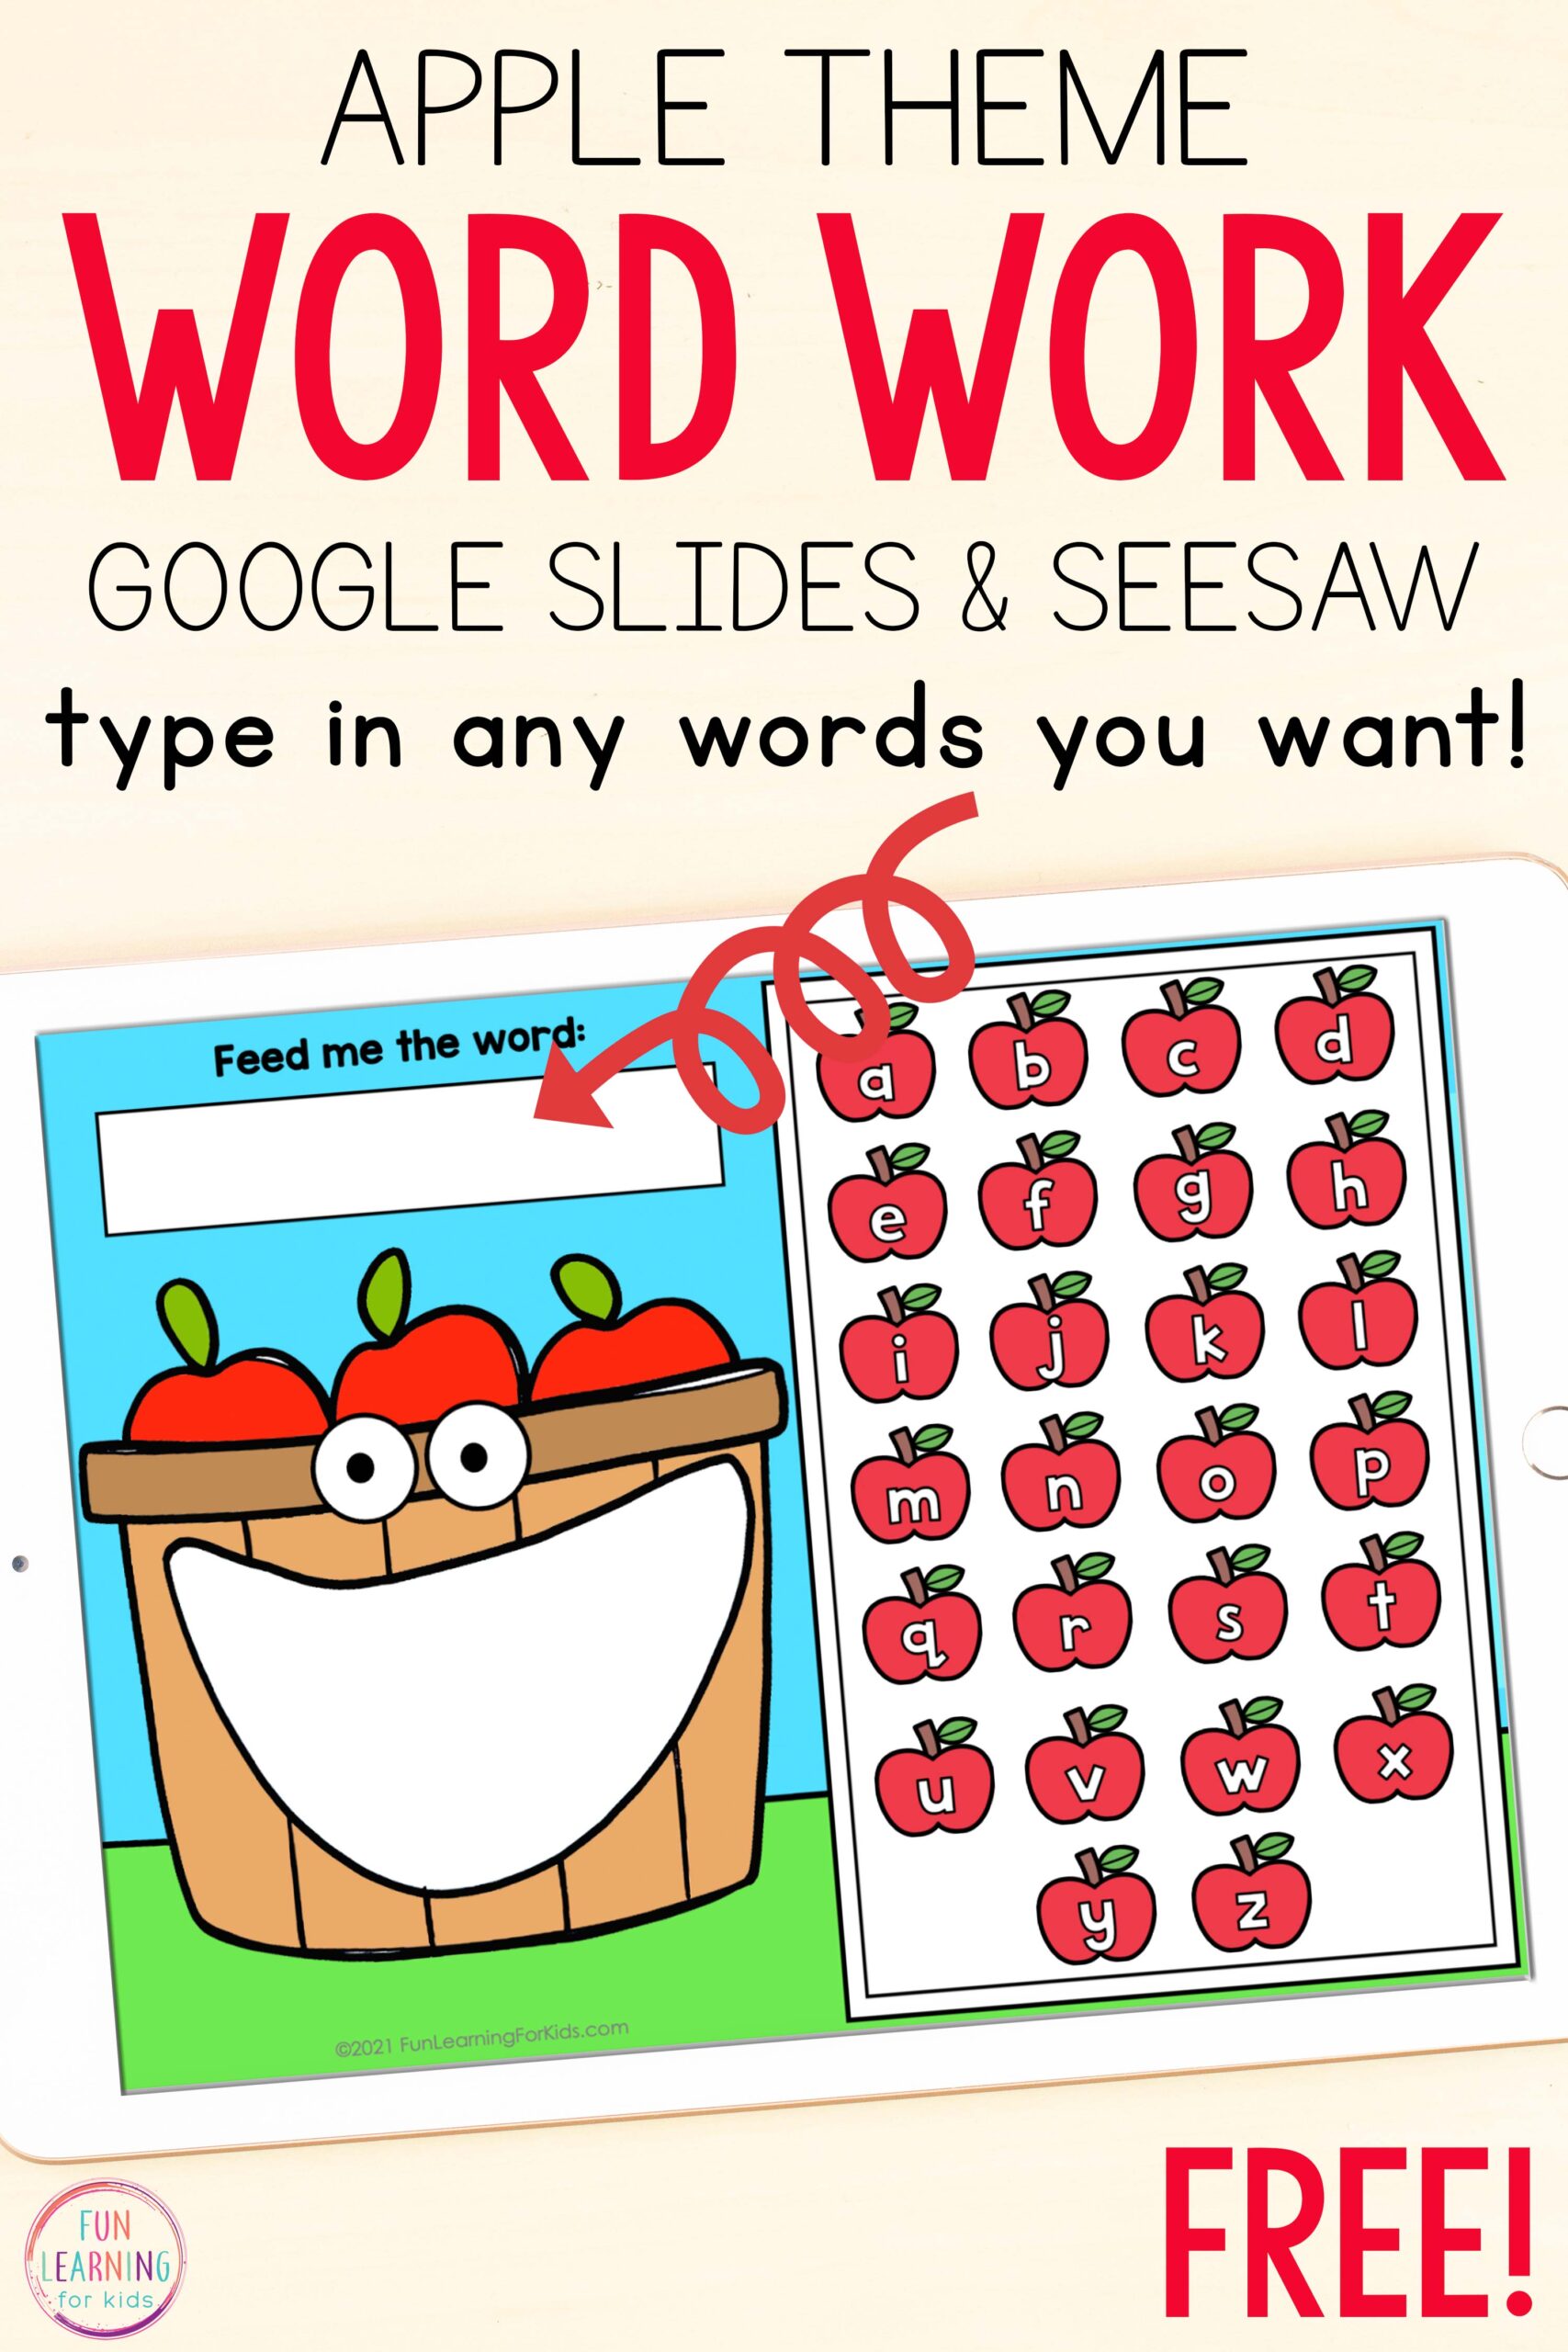 APPLE THEME
WORD WORK
GOOGLE SLIDES & SEESAW
type in any words you want!
Feed me the word:
a b c d
e f g h
i j k l
m n o p
q r s t
u v w x
y z
©2021 FunLearningForKids.com
FUN
LEARNING
for kids
FREE!